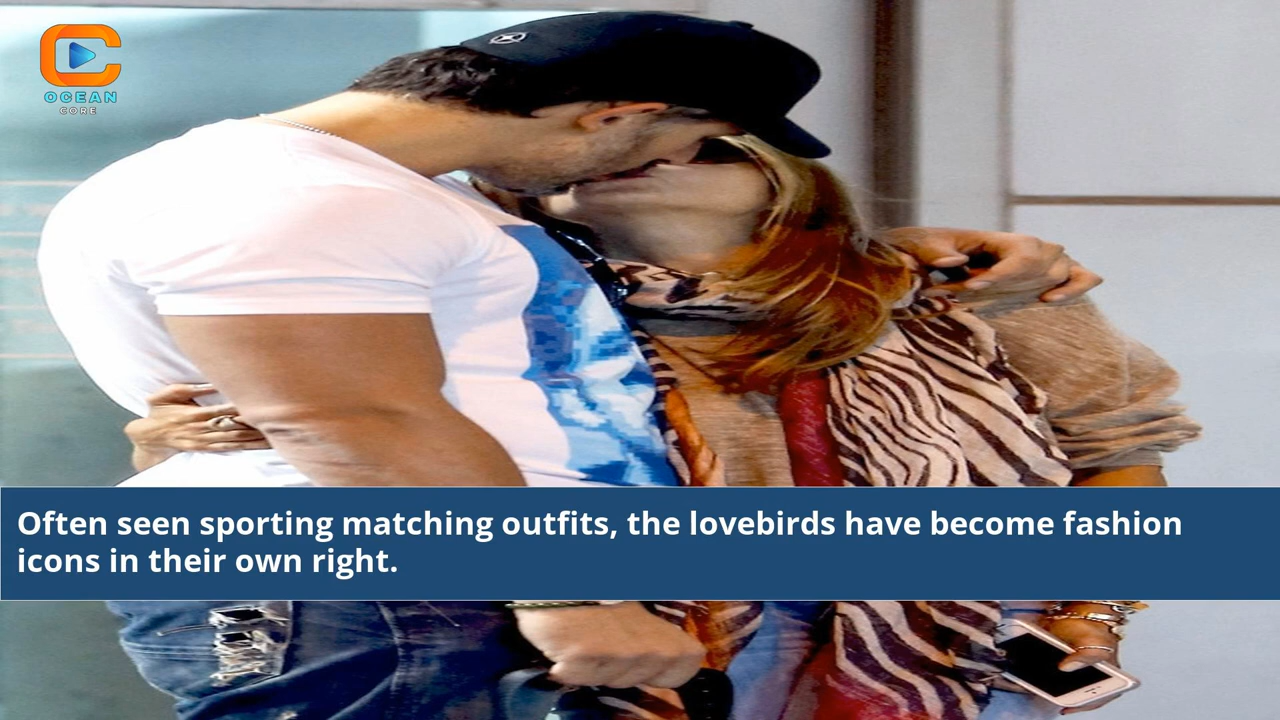 OCEAN
CORE
Often seen sporting matching outfits, the lovebirds have become fashion
icons in their own right.